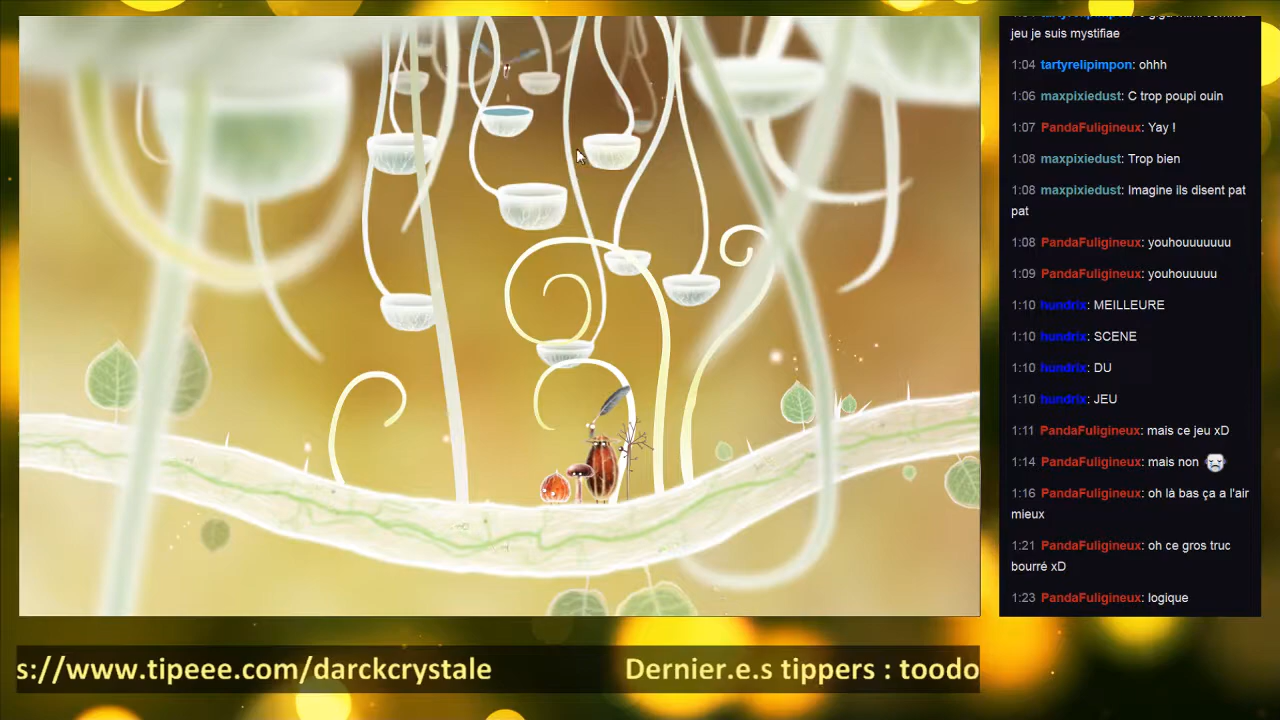 jeu je suis mystifiae
1:04 tartyrelipimpon: ohhh
1:06 maxpixiedust: C trop poupi ouin
1:07 PandaFuligineux: Yay !
1:08 maxpixiedust: Trop bien
1:08 maxpixiedust: Imagine ils disent pat
pat
1:08 PandaFuligineux: youhouuuuuuu
1:09 PandaFuligineux: youhouuuuu
1:10 hundrix: MEILLEURE
1:10 hundrix: SCENE
1:10 hundrix: DU
1:10 hundrix: JEU
1:11 PandaFuligineux: mais ce jeu xD
1:14 PandaFuligineux: mais non
1:16 PandaFuligineux: oh là bas ça a l'air
mieux
1:21 PandaFuligineux: oh ce gros truc
bourré xD
1:23 PandaFuligineux: logique
s://www.tipeee.com/darckcrystale Dernier.e.s tippers : toodo